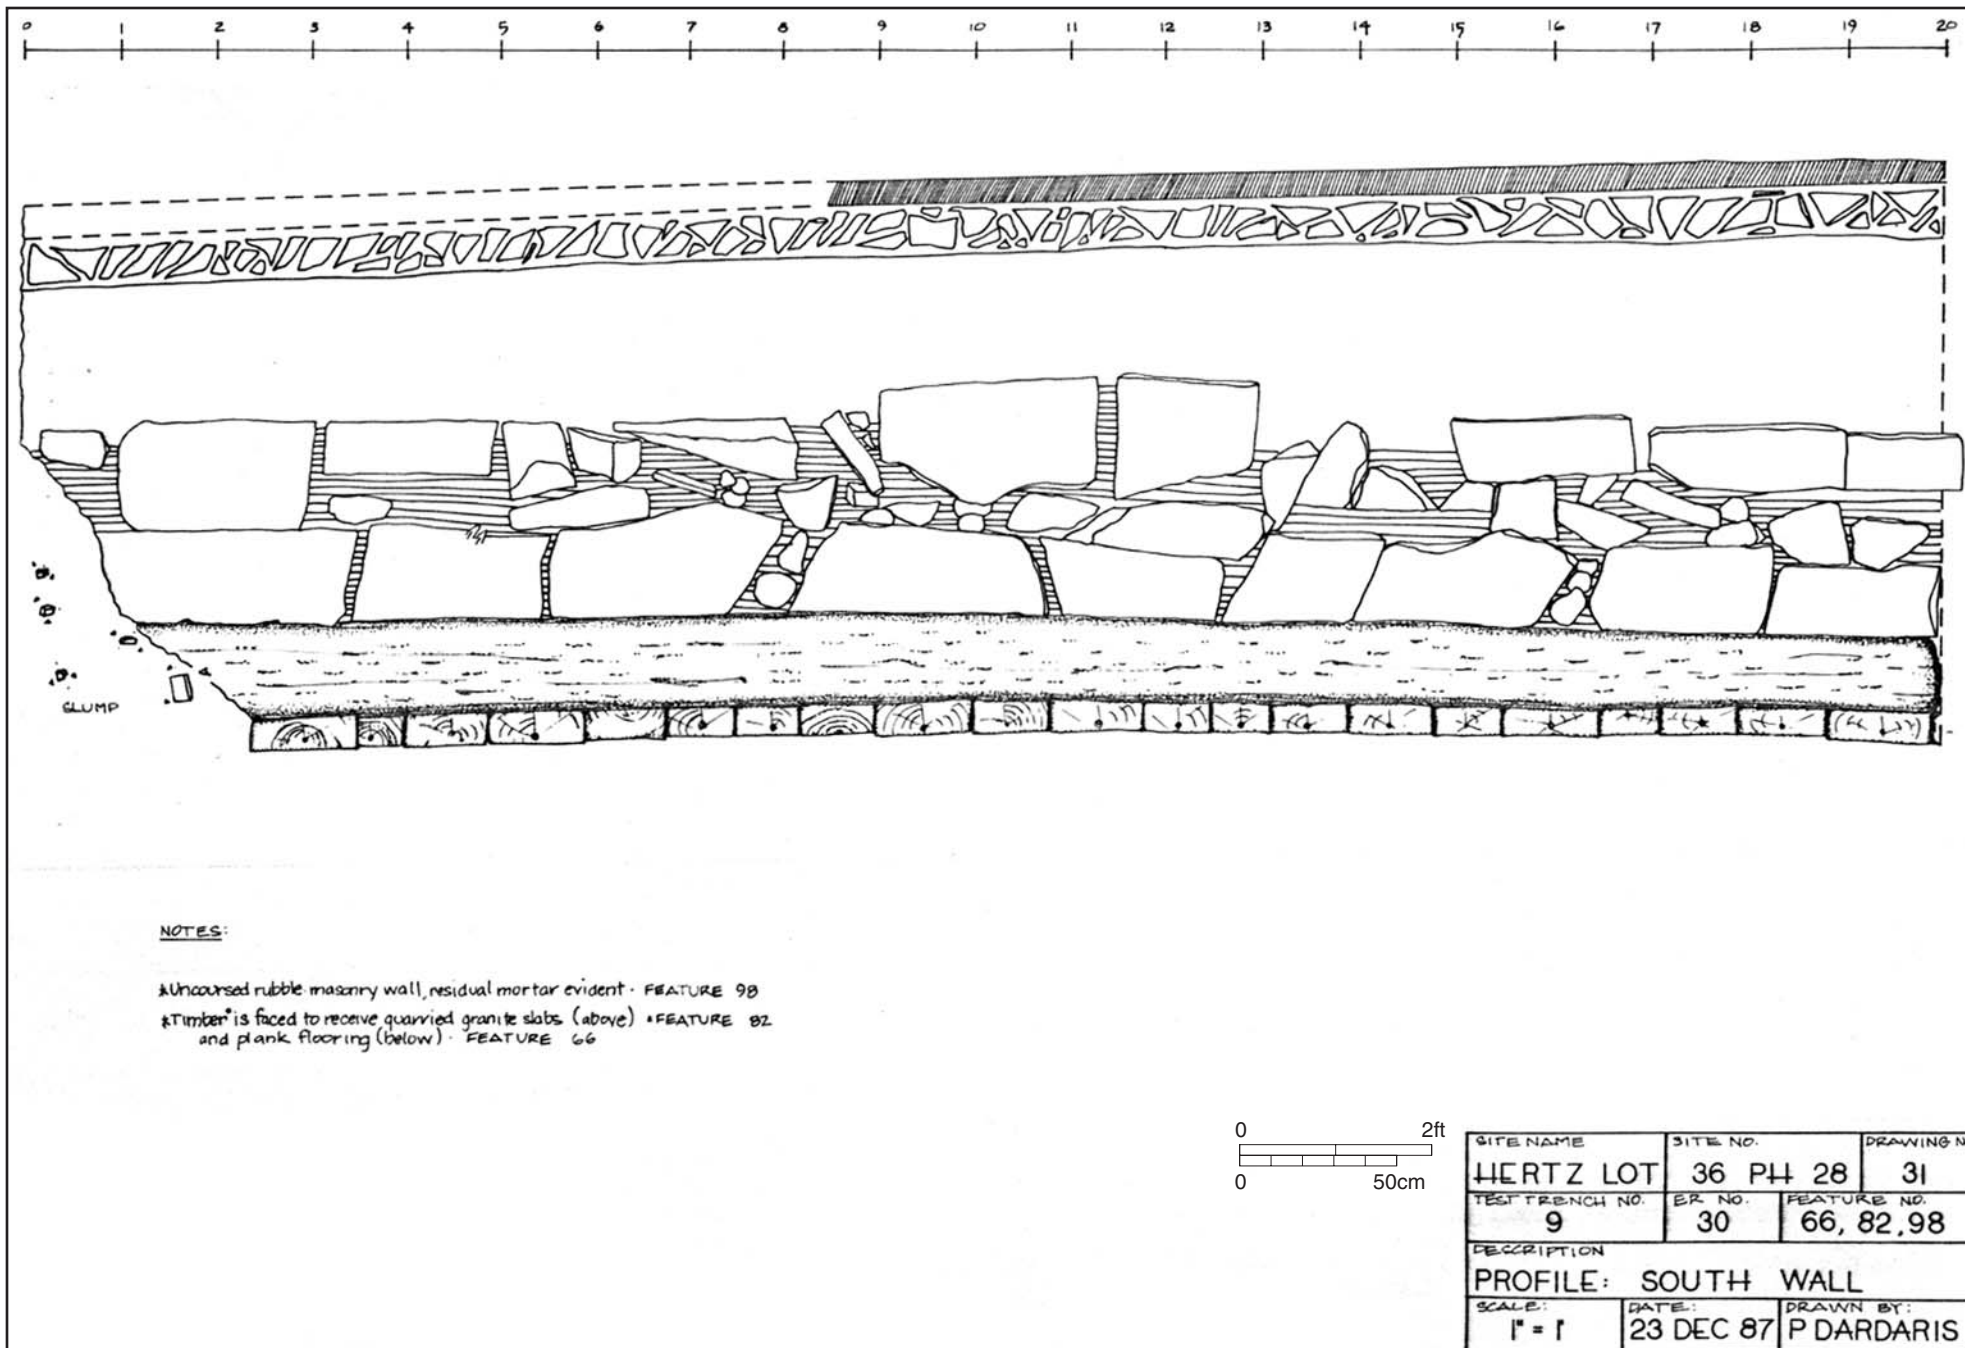 0 1 2 3 4 5 6 7 8 9 10 11 12 13 14 15 16 17 18 19 20
SLUMP
NOTES:
*Uncoursed rubble masonry wall, residual mortar evident · FEATURE 98
*Timber is faced to receive quarried granite slabs (above) · FEATURE 82
and plank flooring (below) · FEATURE 66
0 2ft
0 50cm
SITE NAME SITE NO. DRAWING N
HERTZ LOT 36 PH 28 31
TEST TRENCH NO. ER NO. FEATURE NO.
9 30 66, 82, 98
DESCRIPTION
PROFILE: SOUTH WALL
SCALE: DATE: DRAWN BY:
1" = 1' 23 DEC 87 P DARDARIS